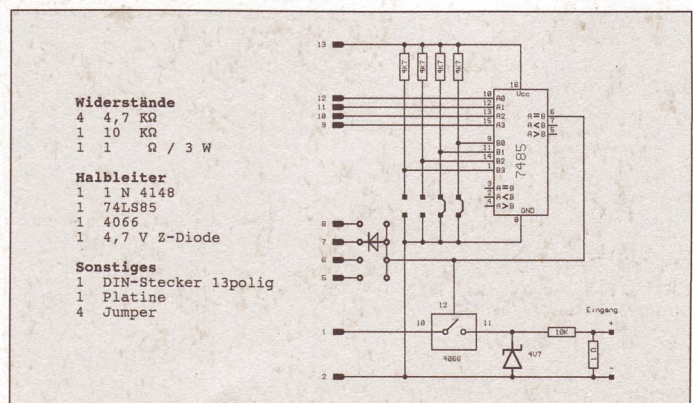 Widerstände
4 4,7 KΩ
1 10 KΩ
1 1 Ω / 3 W
Halbleiter
1 1 N 4148
1 74LS85
1 4066
1 4,7 V Z-Diode
Sonstiges
1 DIN-Stecker 13polig
1 Platine
4 Jumper
13
4K7 4K7 4K7 4K7
16
Vcc
12 10 A0
11 12 A1
10 13 A2
9 15 A3
A=B 6
A<B 7
A>B 5
9 B0
11 B1
14 B2
1 B3
7485
3 A=B
2 A<B
4 A>B
GND
8
8
7
6
5
12
Eingang
1 10 11 10K +
4066 4V7 1 Ω
2 -